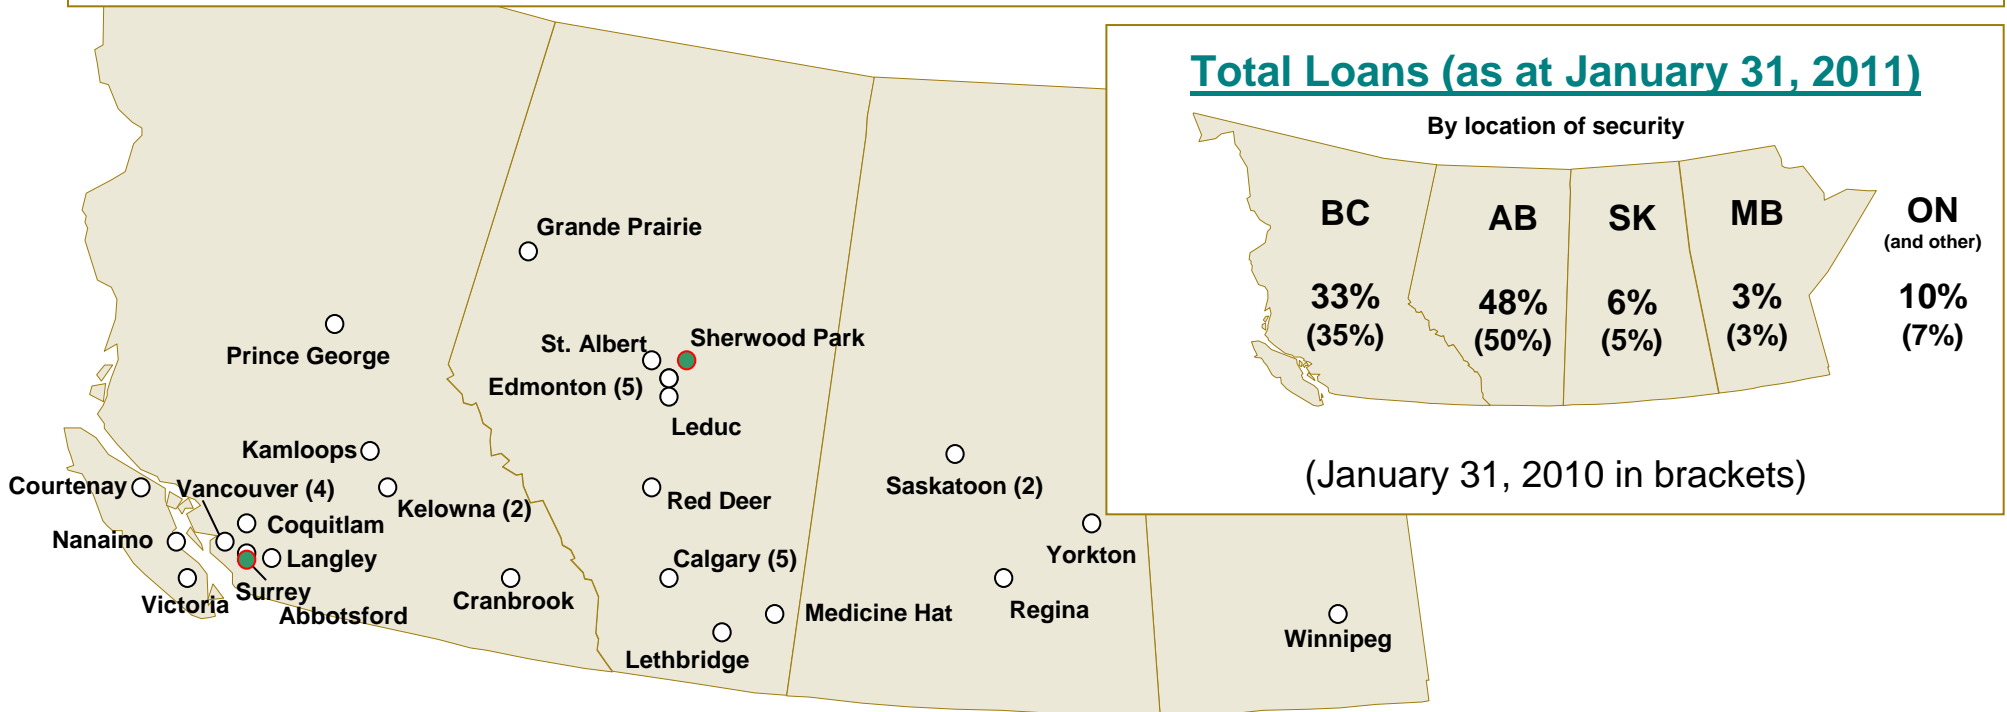 Total Loans (as at January 31, 2011)
By location of security
BC
AB
SK
MB
ON
(and other)
33%
(35%)
48%
(50%)
6%
(5%)
3%
(3%)
10%
(7%)
(January 31, 2010 in brackets)
Grande Prairie
Prince George
St. Albert
Sherwood Park
Edmonton (5)
Leduc
Kamloops
Courtenay
Vancouver (4)
Kelowna (2)
Coquitlam
Nanaimo
Langley
Surrey
Victoria
Abbotsford
Cranbrook
Red Deer
Calgary (5)
Medicine Hat
Lethbridge
Saskatoon (2)
Yorkton
Regina
Winnipeg